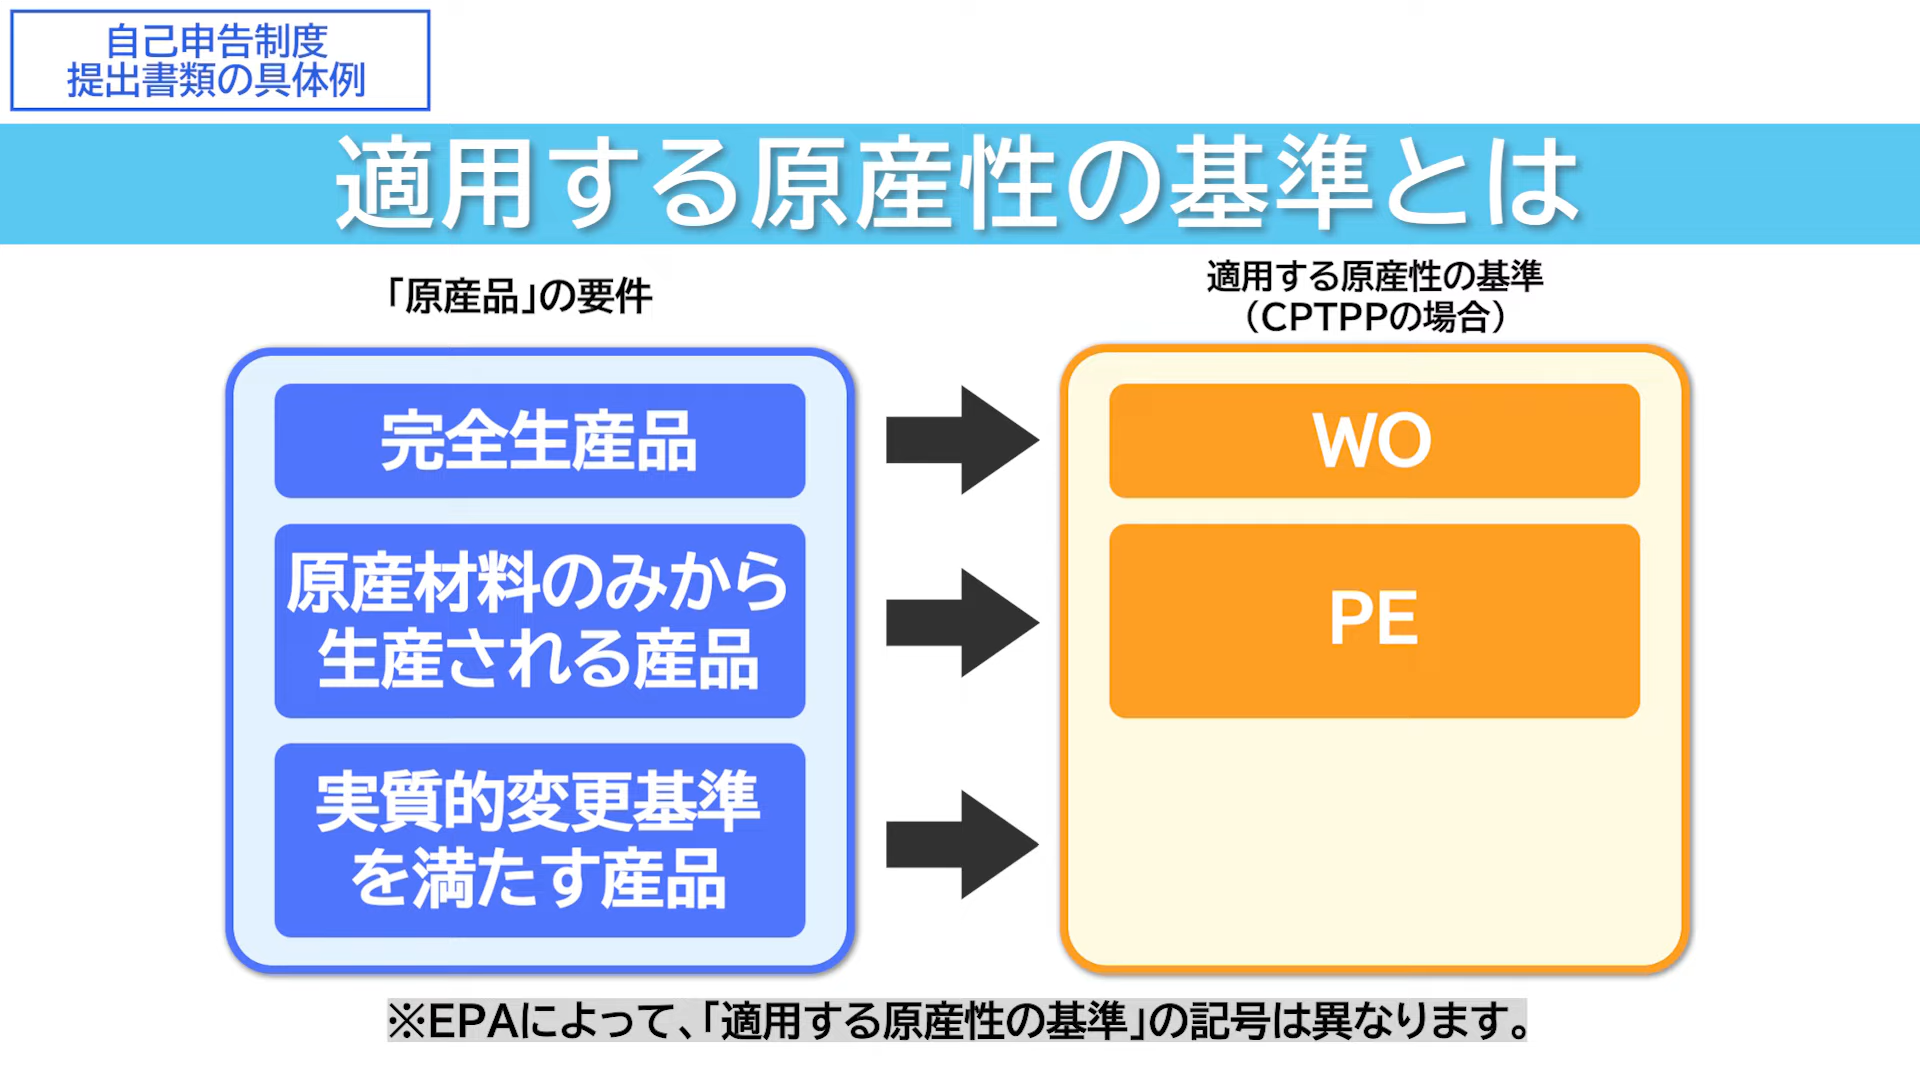 自己申告制度
提出書類の具体例
適用する原産性の基準とは
「原産品」の要件
適用する原産性の基準
（CPTPPの場合）
完全生産品
WO
原産材料のみから
生産される産品
PE
実質的変更基準
を満たす産品
※EPAによって、「適用する原産性の基準」の記号は異なります。